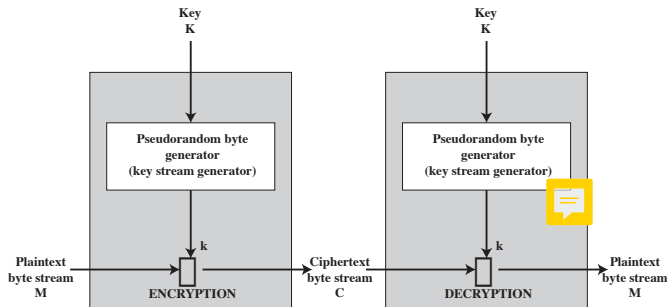 Key
K
Key
K
Pseudorandom byte
generator
(key stream generator)
Pseudorandom byte
generator
(key stream generator)
k
k
Plaintext
byte stream
M
ENCRYPTION
Ciphertext
byte stream
C
DECRYPTION
Plaintext
byte stream
M